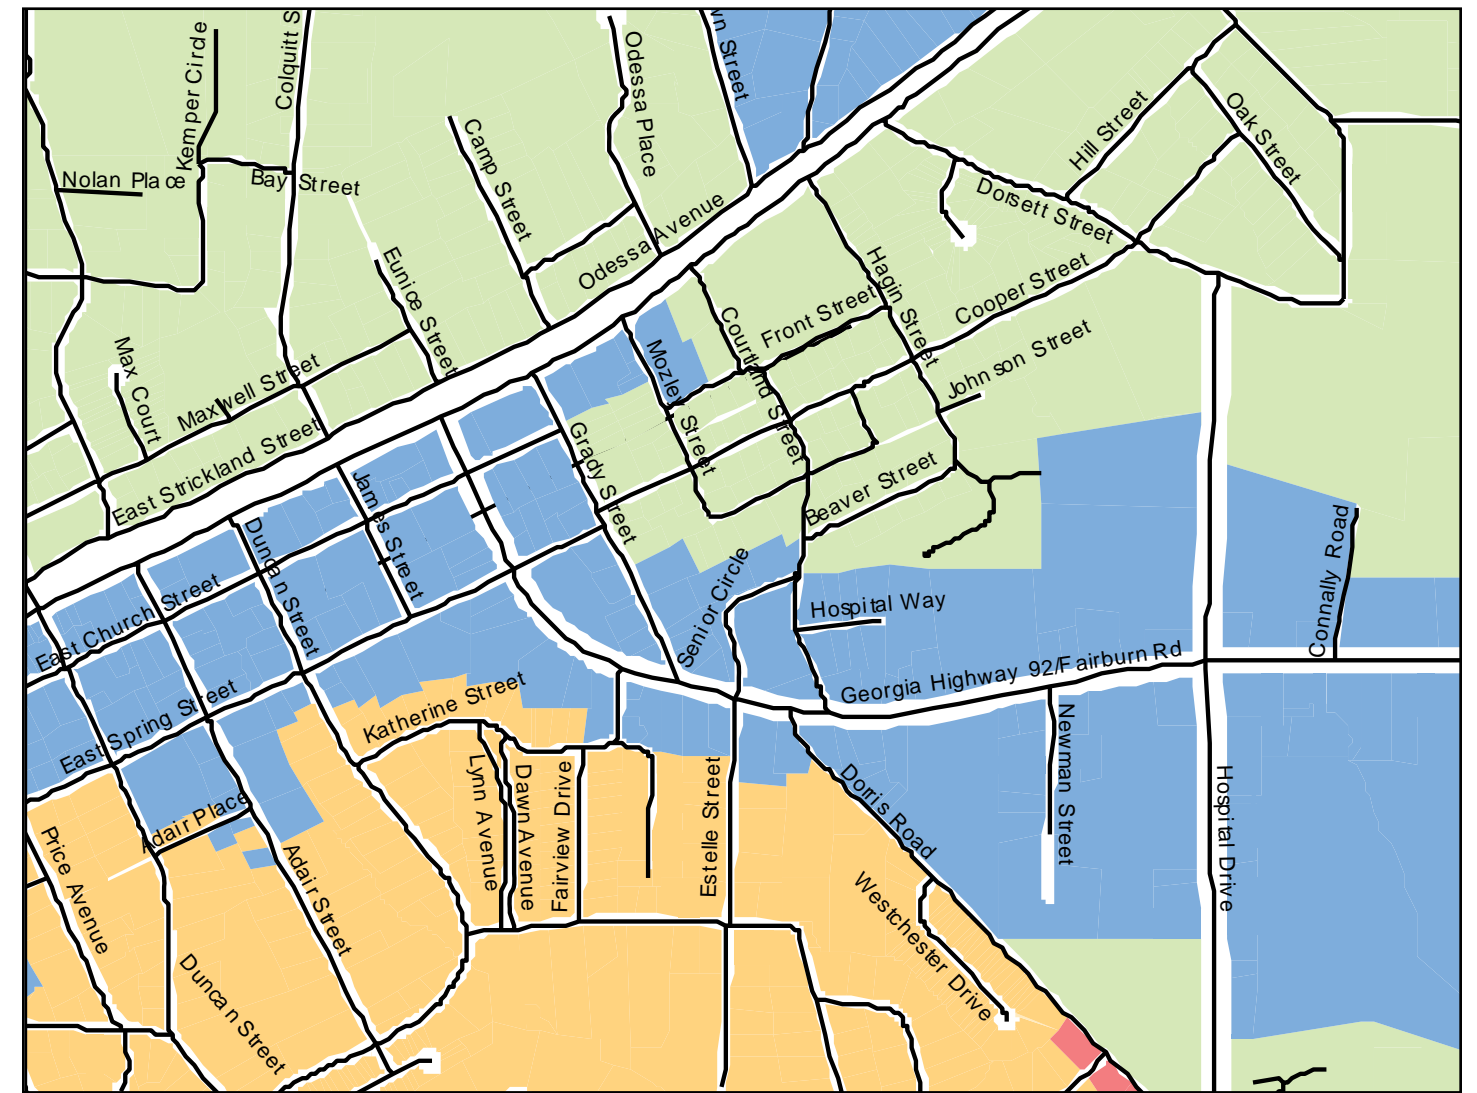 Kemper Circle
Colquitt S
Odessa Place
wn Street
Hill Street
Oak Street
Nolan Place
Bay Street
Camp Street
Dorsett Street
Odessa Avenue
Eunice Street
Hagin Street
Cooper Street
Front Street
Courtland Street
Johnson Street
Max Court
Maxwell Street
Mozley Street
East Strickland Street
Grady Street
James Street
Beaver Street
Duncan Street
Connally Road
Senior Circle
Hospital Way
East Church Street
Georgia Highway 92/Fairburn Rd
East Spring Street
Katherine Street
Newman Street
Lynn Avenue
Dawn Avenue
Fairview Drive
Estelle Street
Dorris Road
Hospital Drive
Adair Place
Price Avenue
Adair Street
Westchester Drive
Duncan Street